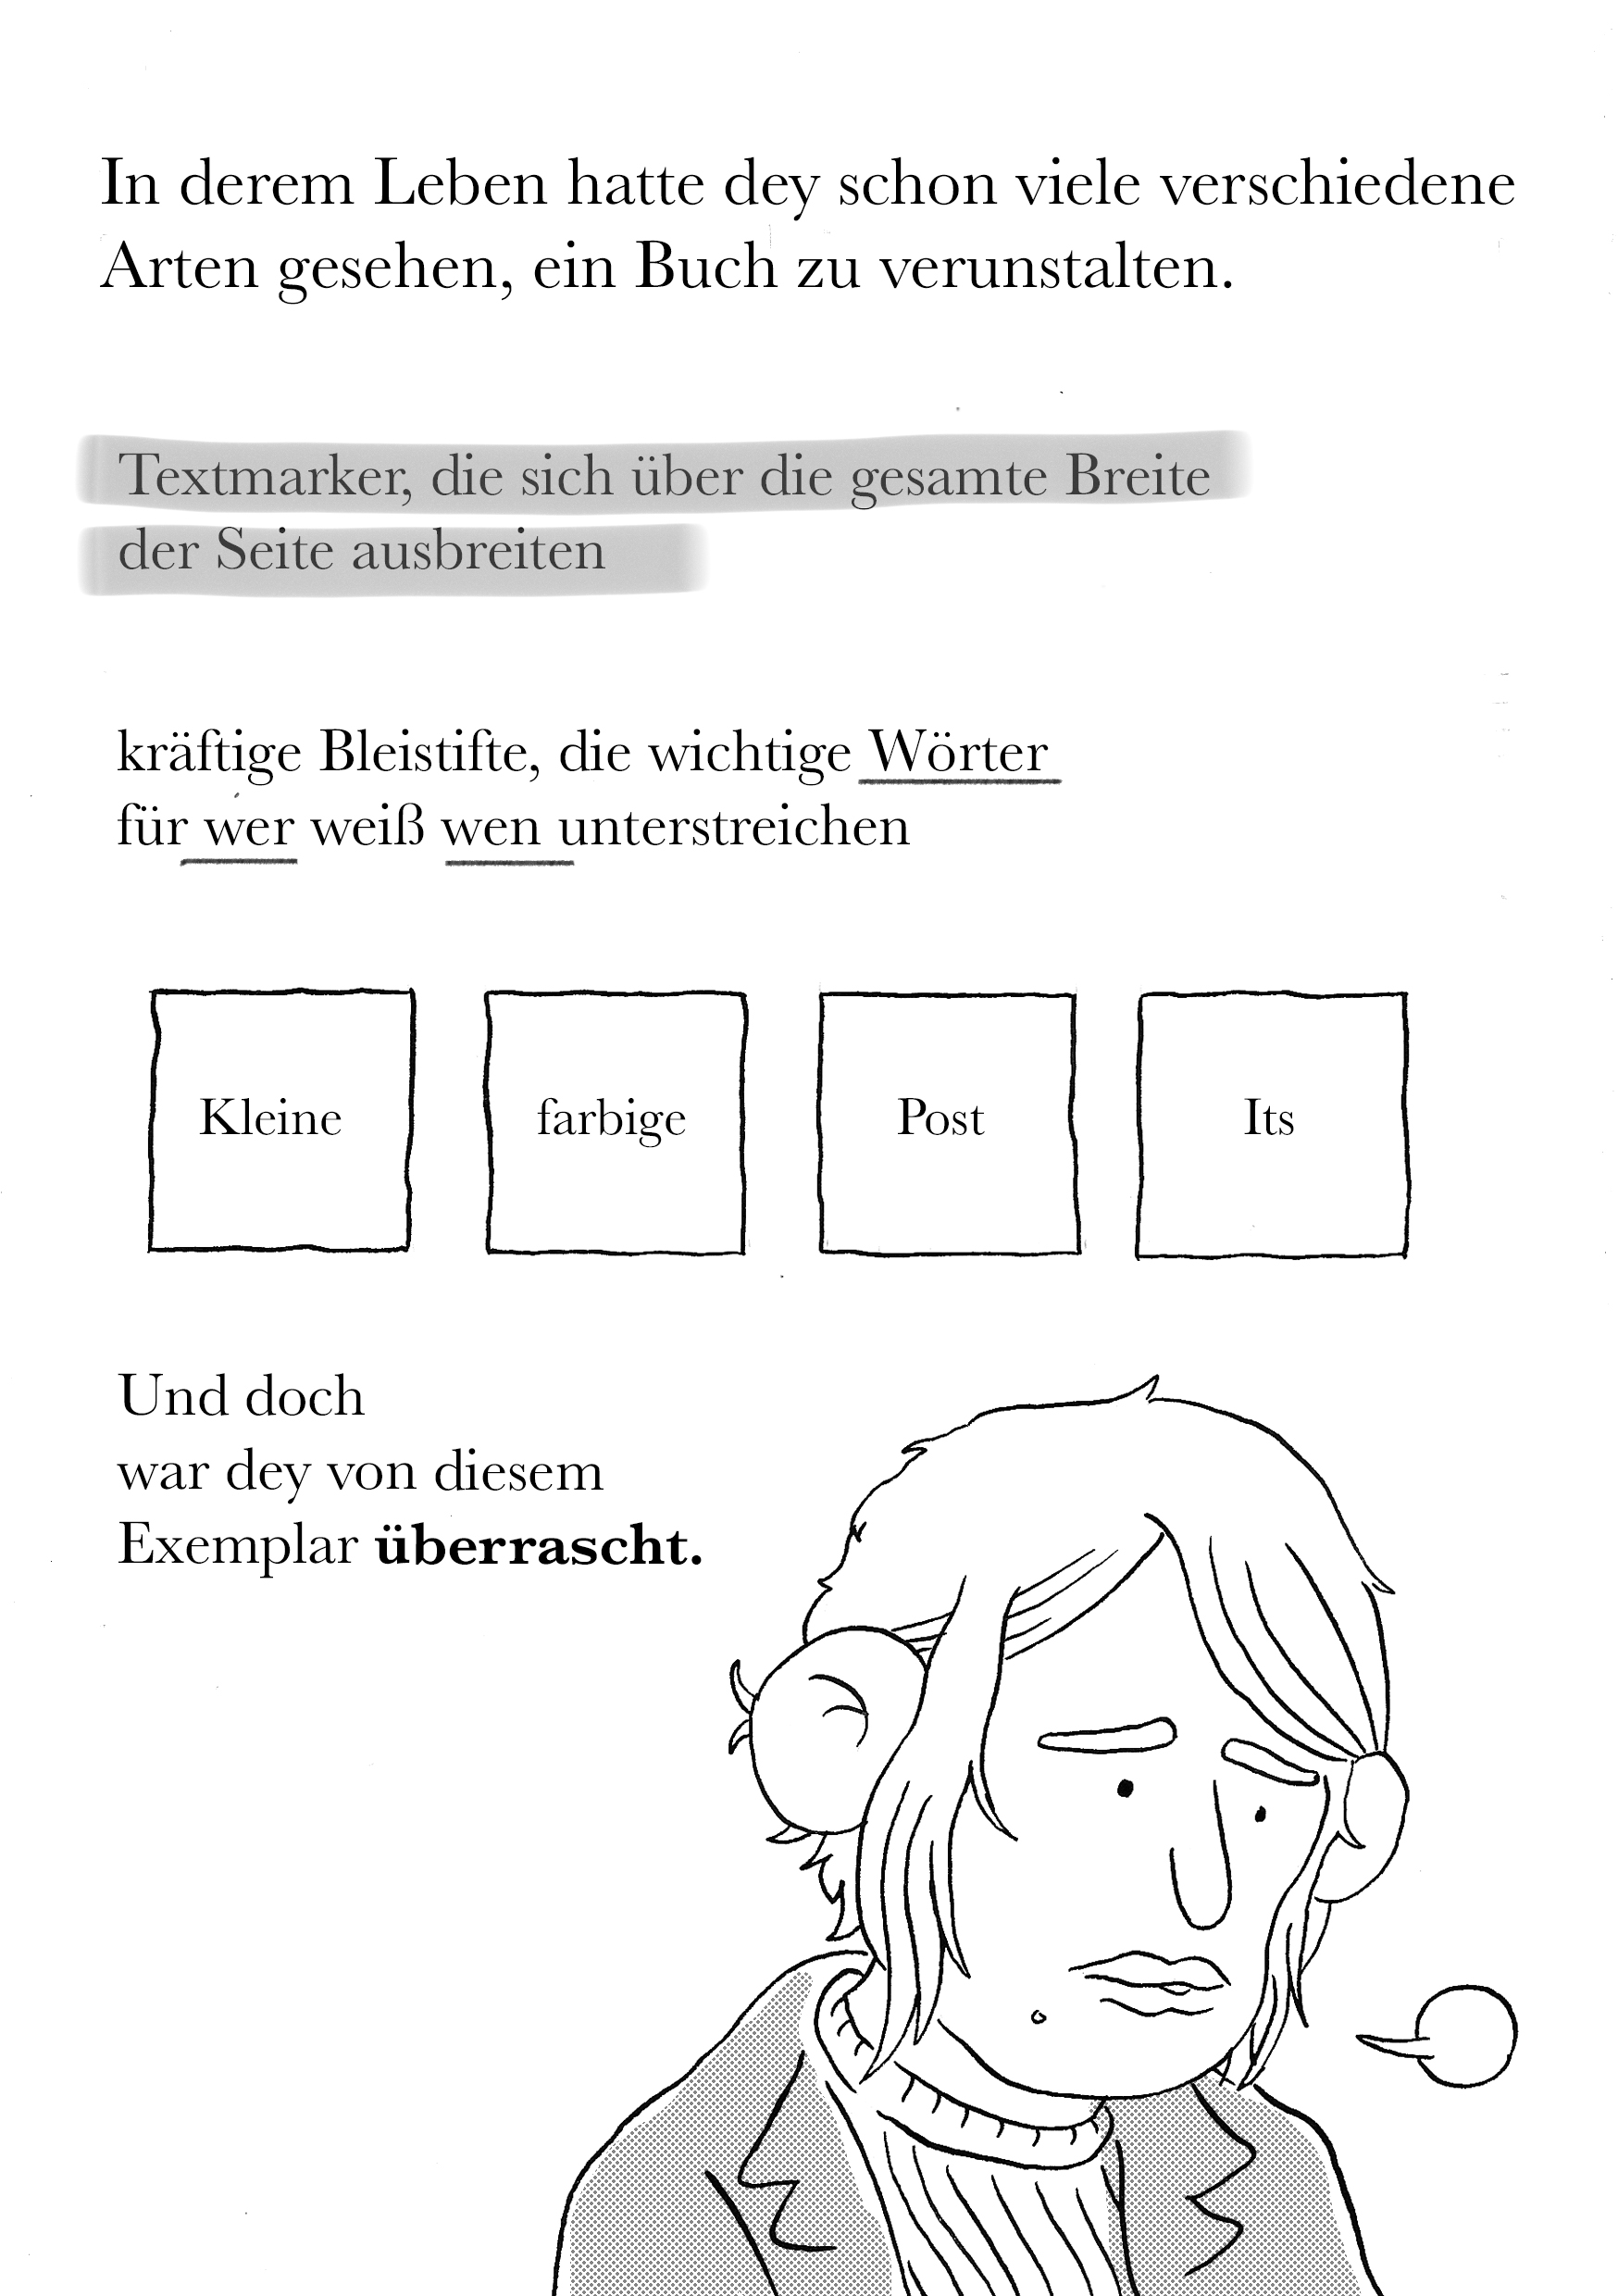 In derem Leben hatte dey schon viele verschiedene
Arten gesehen, ein Buch zu verunstalten.
Textmarker, die sich über die gesamte Breite
der Seite ausbreiten
kräftige Bleistifte, die wichtige Wörter
für wer weiß wen unterstreichen
Kleine farbige Post Its
Und doch
war dey von diesem
Exemplar überrascht.